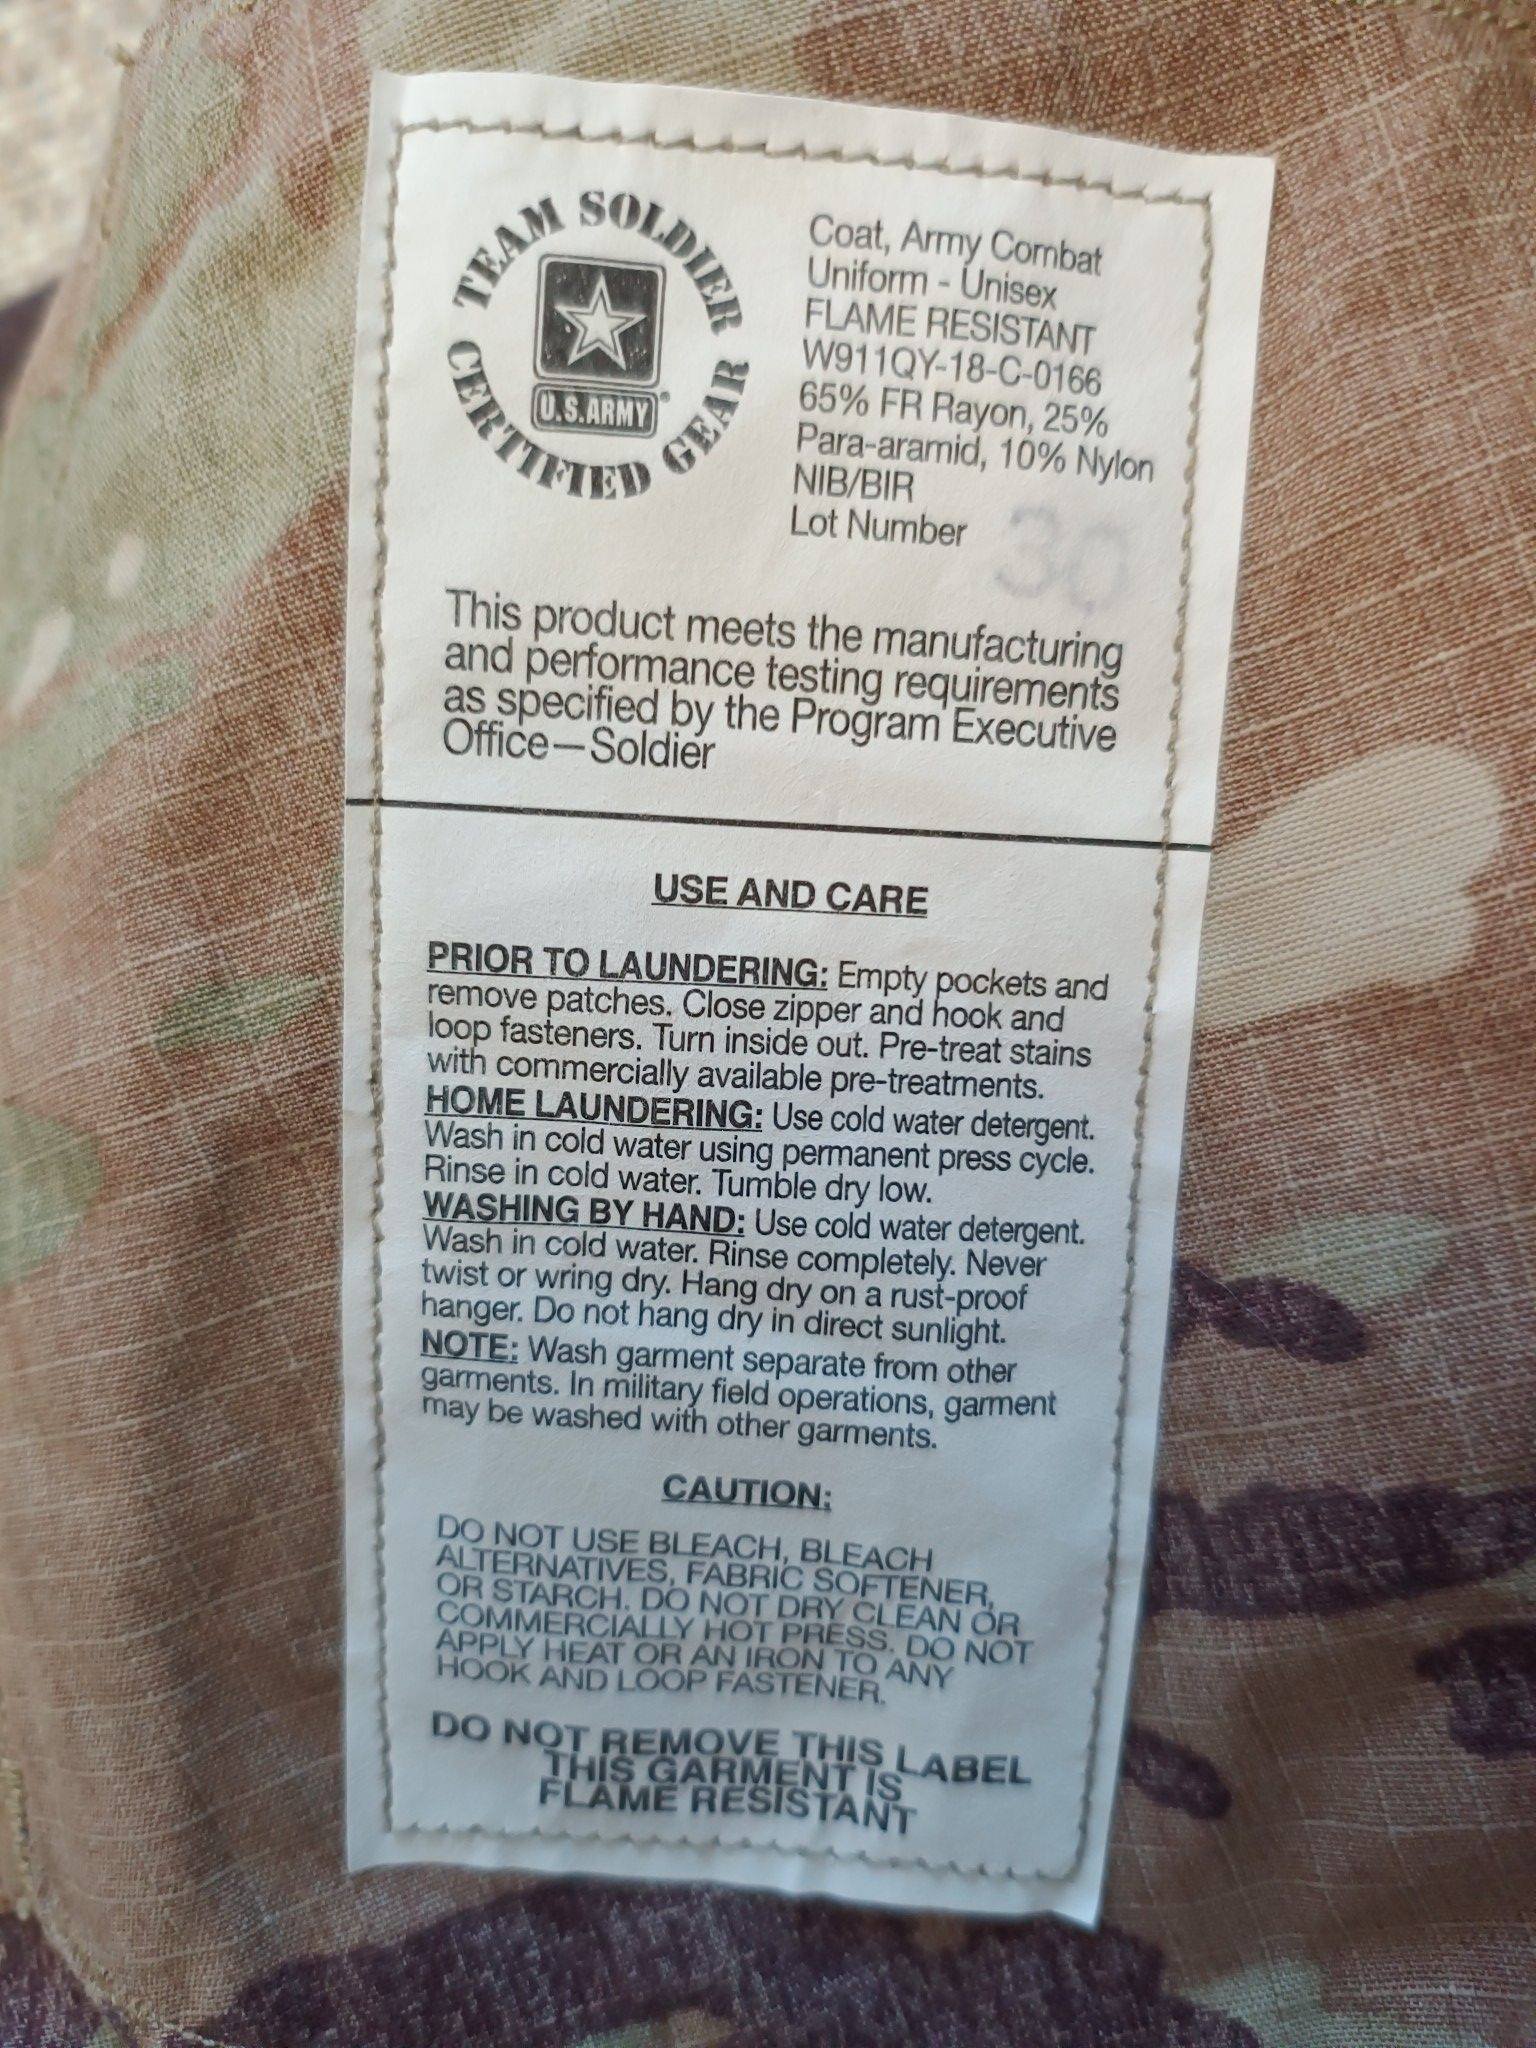 TEAM SOLDIER
CERTIFIED GEAR
U.S.ARMY
Coat, Army Combat
Uniform - Unisex
FLAME RESISTANT
W911QY-18-C-0166
65% FR Rayon, 25%
Para-aramid, 10% Nylon
NIB/BIR
Lot Number 30
This product meets the manufacturing
and performance testing requirements
as specified by the Program Executive
Office—Soldier
USE AND CARE
PRIOR TO LAUNDERING: Empty pockets and
remove patches. Close zipper and hook and
loop fasteners. Turn inside out. Pre-treat stains
with commercially available pre-treatments.
HOME LAUNDERING: Use cold water detergent.
Wash in cold water using permanent press cycle.
Rinse in cold water. Tumble dry low.
WASHING BY HAND: Use cold water detergent.
Wash in cold water. Rinse completely. Never
twist or wring dry. Hang dry on a rust-proof
hanger. Do not hang dry in direct sunlight.
NOTE: Wash garment separate from other
garments. In military field operations, garment
may be washed with other garments.
CAUTION:
DO NOT USE BLEACH, BLEACH
ALTERNATIVES, FABRIC SOFTENER,
OR STARCH. DO NOT DRY CLEAN OR
COMMERCIALLY HOT PRESS. DO NOT
APPLY HEAT OR AN IRON TO ANY
HOOK AND LOOP FASTENER.
DO NOT REMOVE THIS LABEL
THIS GARMENT IS
FLAME RESISTANT